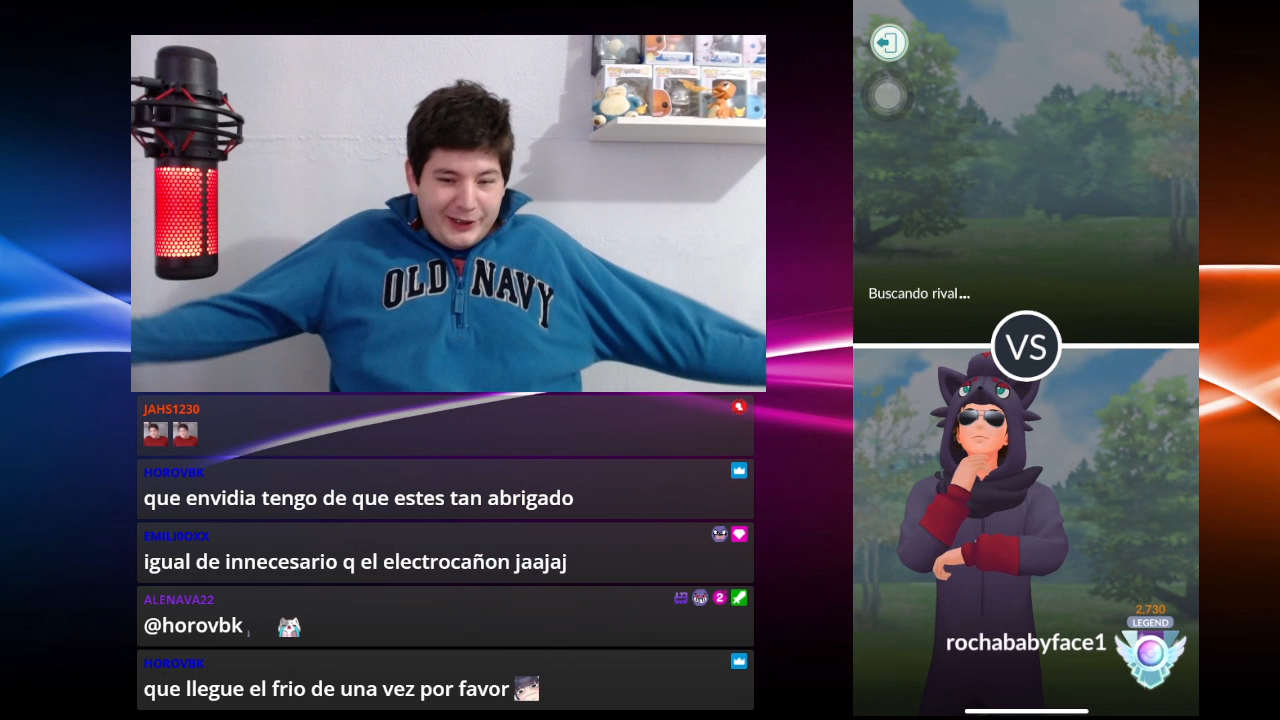 OLD NAVY
JAHS1230
HOROVBK
que envidia tengo de que estes tan abrigado
EMILI0OXX
igual de innecesario q el electrocañon jaajaj
ALENAVA22
2
@horovbk
HOROVBK
que llegue el frio de una vez por favor
Buscando rival...
VS
2,730
LEGEND
rochababyface1